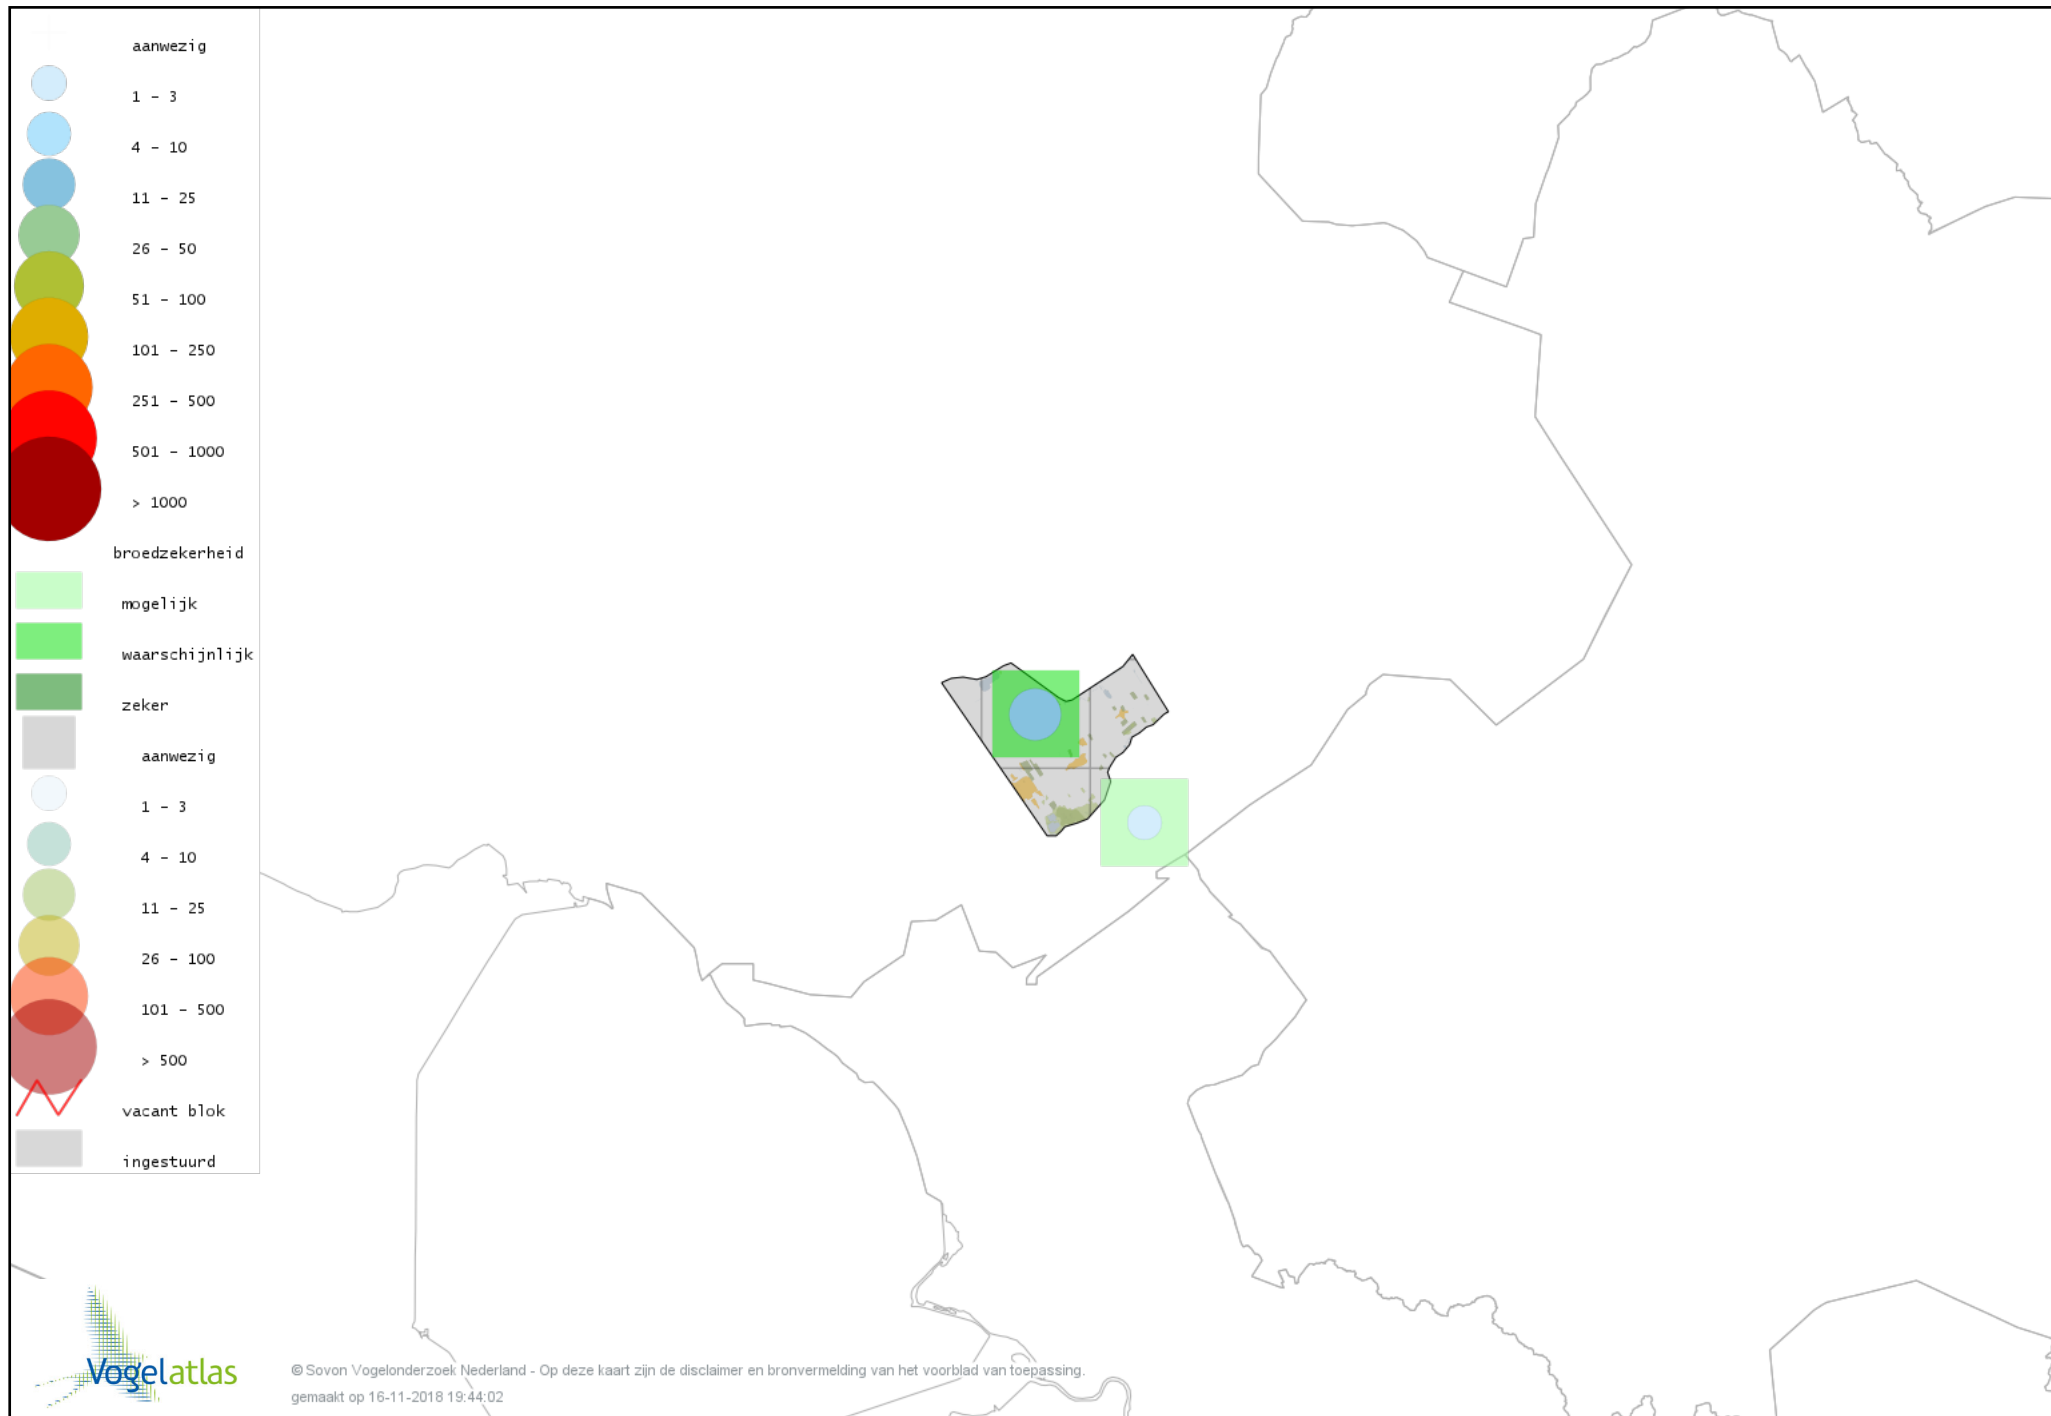 aanwezig
1 - 3
4 - 10
11 - 25
26 - 50
51 - 100
101 - 250
251 - 500
501 - 1000
> 1000
broedzekerheid
mogelijk
waarschijnlijk
zeker
aanwezig
1 - 3
4 - 10
11 - 25
26 - 100
101 - 500
> 500
vacant blok
ingestuurd
Vogelatlas
© Sovon Vogelonderzoek Nederland - Op deze kaart zijn de disclaimer en bronvermelding van het voorblad van toepassing.
gemaakt op 16-11-2018 19:44:02